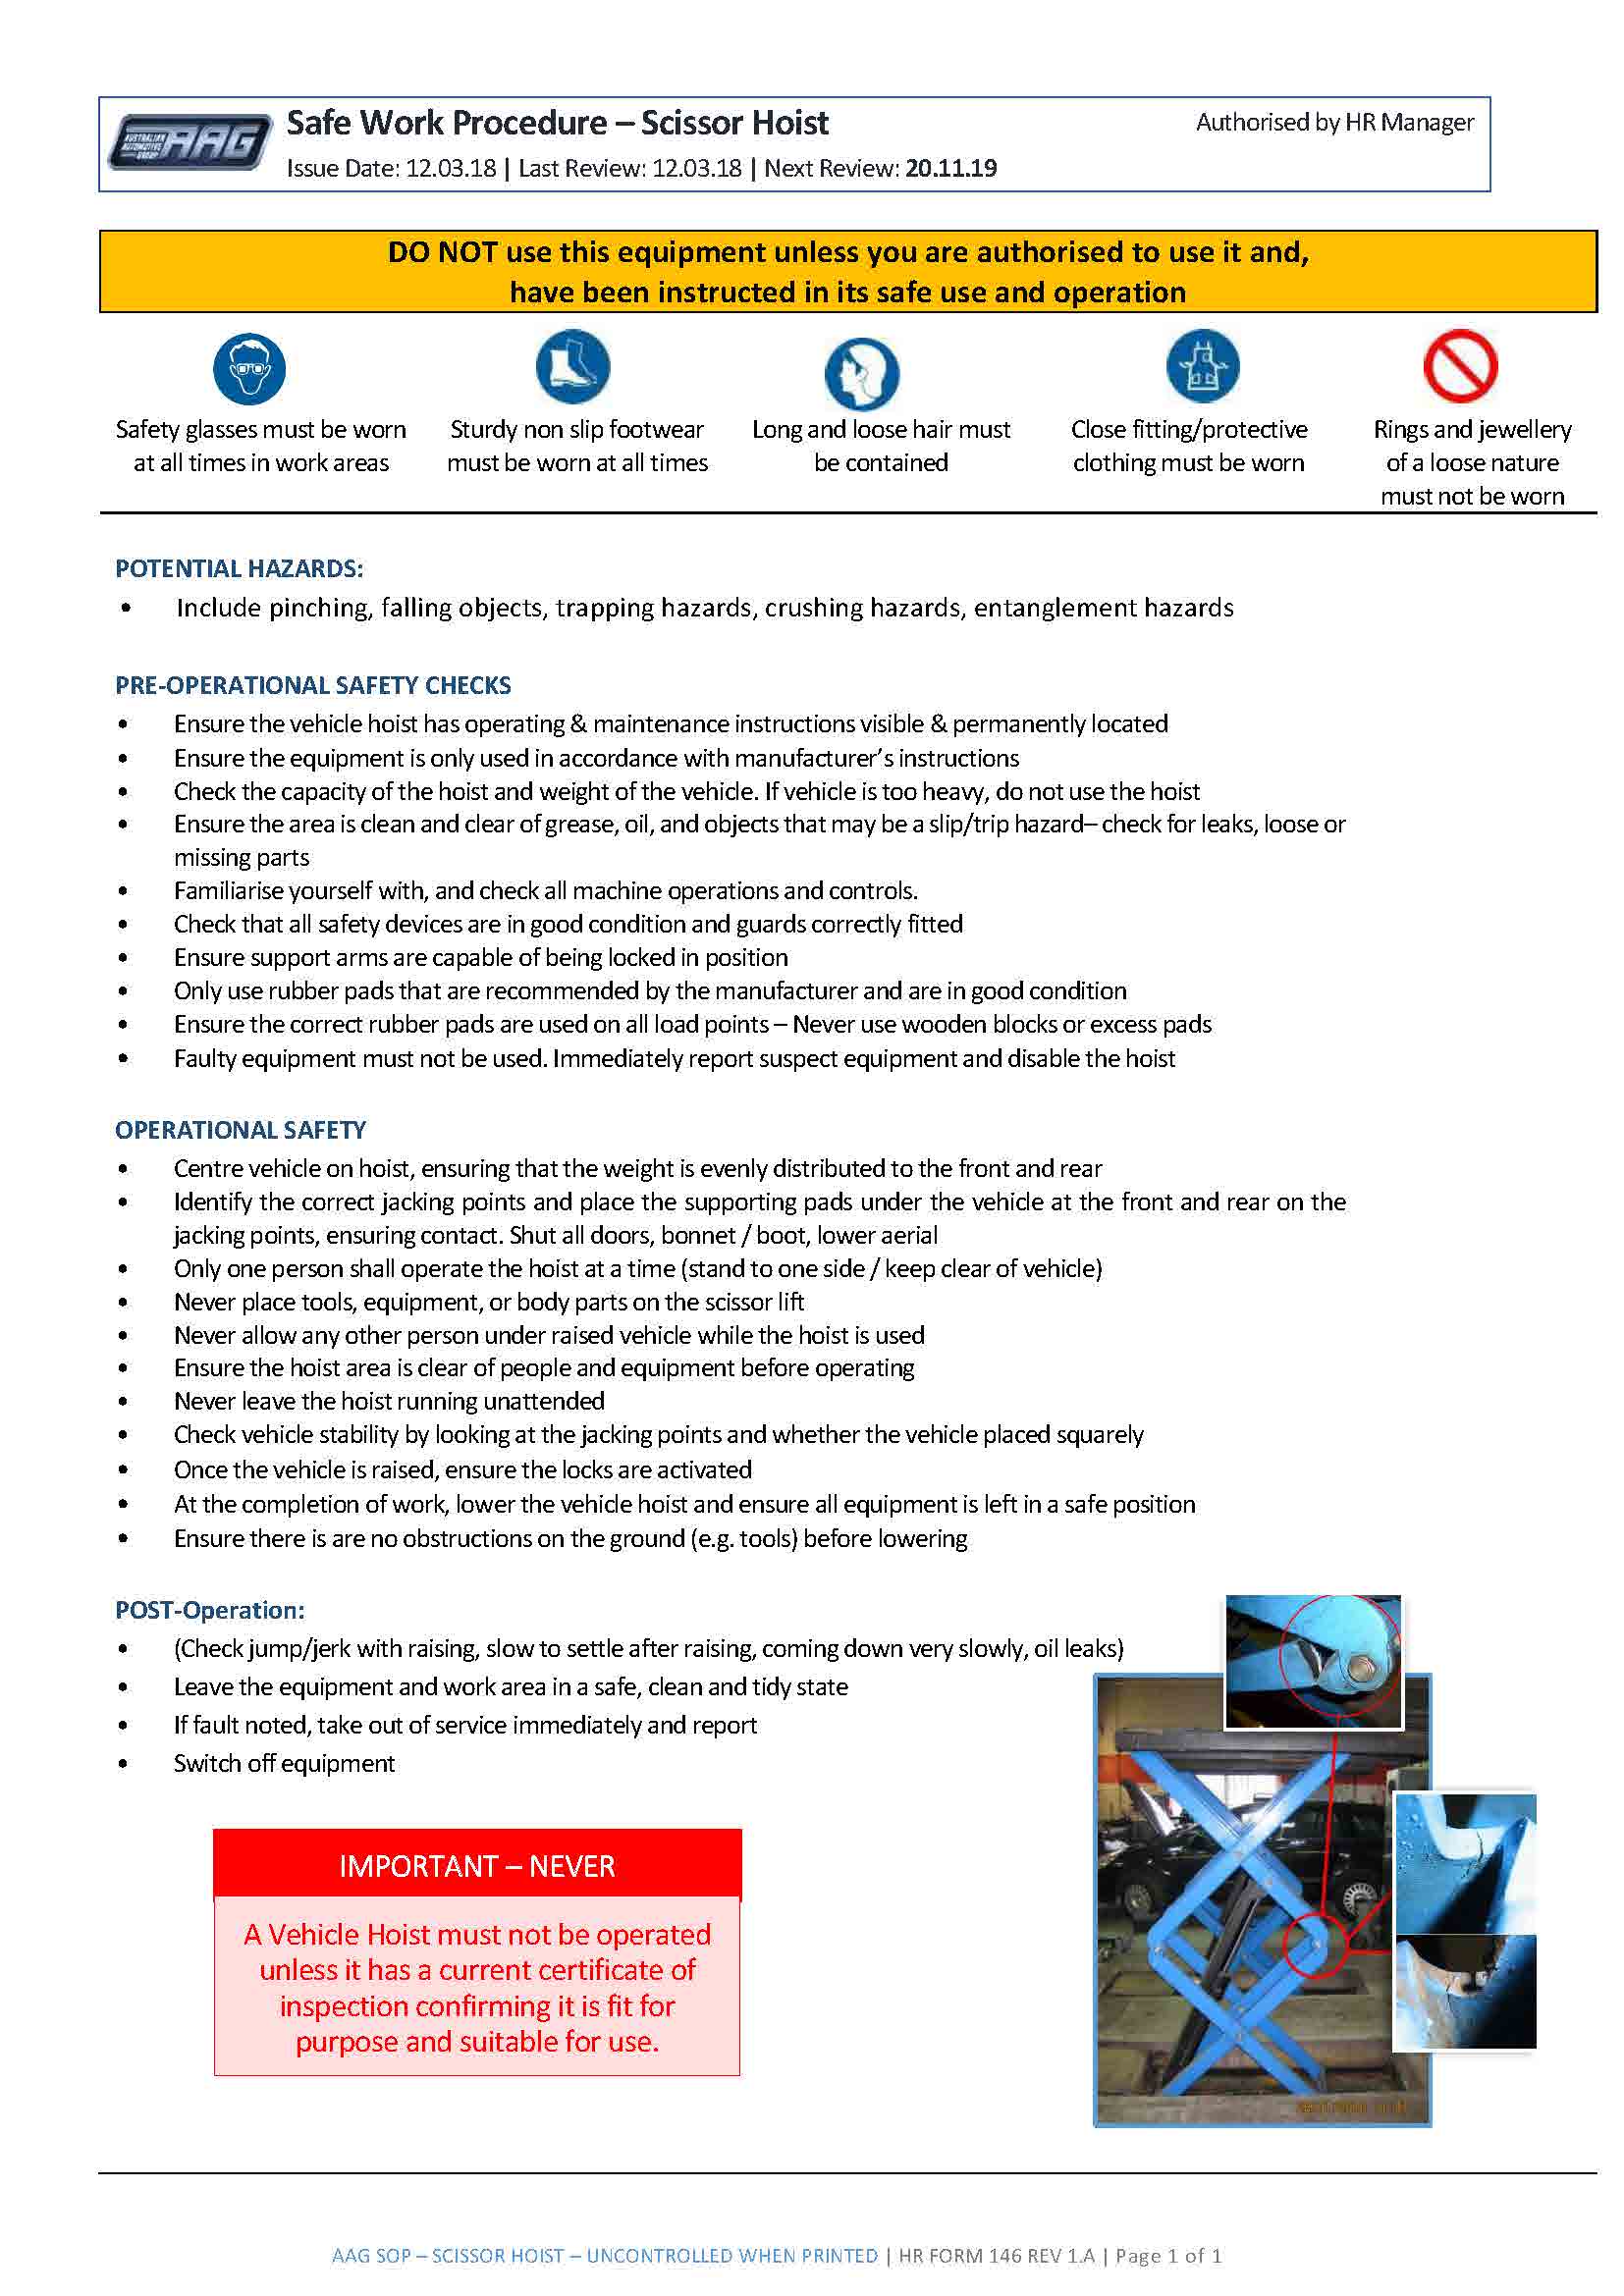 AUSTRALIAN
AUTOMOTIVE
GROUP
AAG
Safe Work Procedure – Scissor Hoist
Authorised by HR Manager
Issue Date: 12.03.18 | Last Review: 12.03.18 | Next Review: 20.11.19
DO NOT use this equipment unless you are authorised to use it and,
have been instructed in its safe use and operation
Safety glasses must be worn
at all times in work areas
Sturdy non slip footwear
must be worn at all times
Long and loose hair must
be contained
Close fitting/protective
clothing must be worn
Rings and jewellery
of a loose nature
must not be worn
POTENTIAL HAZARDS:
• Include pinching, falling objects, trapping hazards, crushing hazards, entanglement hazards
PRE-OPERATIONAL SAFETY CHECKS
• Ensure the vehicle hoist has operating & maintenance instructions visible & permanently located
• Ensure the equipment is only used in accordance with manufacturer’s instructions
• Check the capacity of the hoist and weight of the vehicle. If vehicle is too heavy, do not use the hoist
• Ensure the area is clean and clear of grease, oil, and objects that may be a slip/trip hazard– check for leaks, loose or
missing parts
• Familiarise yourself with, and check all machine operations and controls.
• Check that all safety devices are in good condition and guards correctly fitted
• Ensure support arms are capable of being locked in position
• Only use rubber pads that are recommended by the manufacturer and are in good condition
• Ensure the correct rubber pads are used on all load points – Never use wooden blocks or excess pads
• Faulty equipment must not be used. Immediately report suspect equipment and disable the hoist
OPERATIONAL SAFETY
• Centre vehicle on hoist, ensuring that the weight is evenly distributed to the front and rear
• Identify the correct jacking points and place the supporting pads under the vehicle at the front and rear on the
jacking points, ensuring contact. Shut all doors, bonnet / boot, lower aerial
• Only one person shall operate the hoist at a time (stand to one side / keep clear of vehicle)
• Never place tools, equipment, or body parts on the scissor lift
• Never allow any other person under raised vehicle while the hoist is used
• Ensure the hoist area is clear of people and equipment before operating
• Never leave the hoist running unattended
• Check vehicle stability by looking at the jacking points and whether the vehicle placed squarely
• Once the vehicle is raised, ensure the locks are activated
• At the completion of work, lower the vehicle hoist and ensure all equipment is left in a safe position
• Ensure there is are no obstructions on the ground (e.g. tools) before lowering
POST-Operation:
• (Check jump/jerk with raising, slow to settle after raising, coming down very slowly, oil leaks)
• Leave the equipment and work area in a safe, clean and tidy state
• If fault noted, take out of service immediately and report
• Switch off equipment
IMPORTANT – NEVER
A Vehicle Hoist must not be operated
unless it has a current certificate of
inspection confirming it is fit for
purpose and suitable for use.
AAG SOP – SCISSOR HOIST – UNCONTROLLED WHEN PRINTED | HR FORM 146 REV 1.A | Page 1 of 1